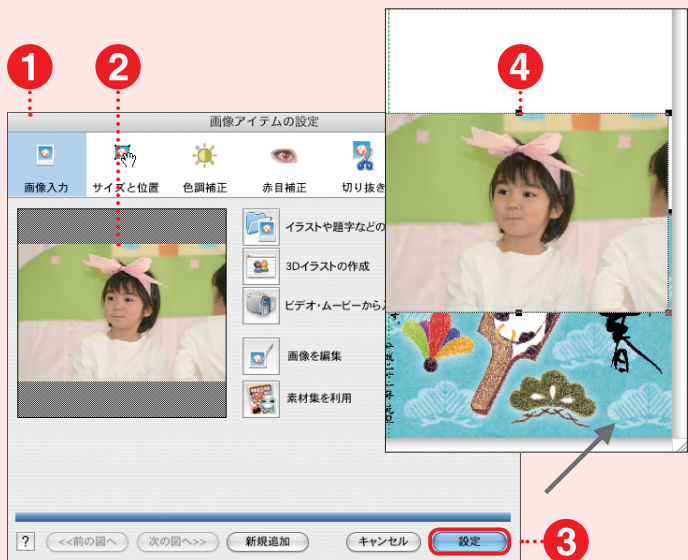 1
2
4
画像アイテムの設定
画像入力
サイズと位置
色調補正
赤目補正
切り抜き
イラストや題字などの
3Dイラストの作成
ビデオ・ムービーから
画像を編集
素材集を利用
春
?
<<前の図へ
次の図へ>>
新規追加
キャンセル
設定
3